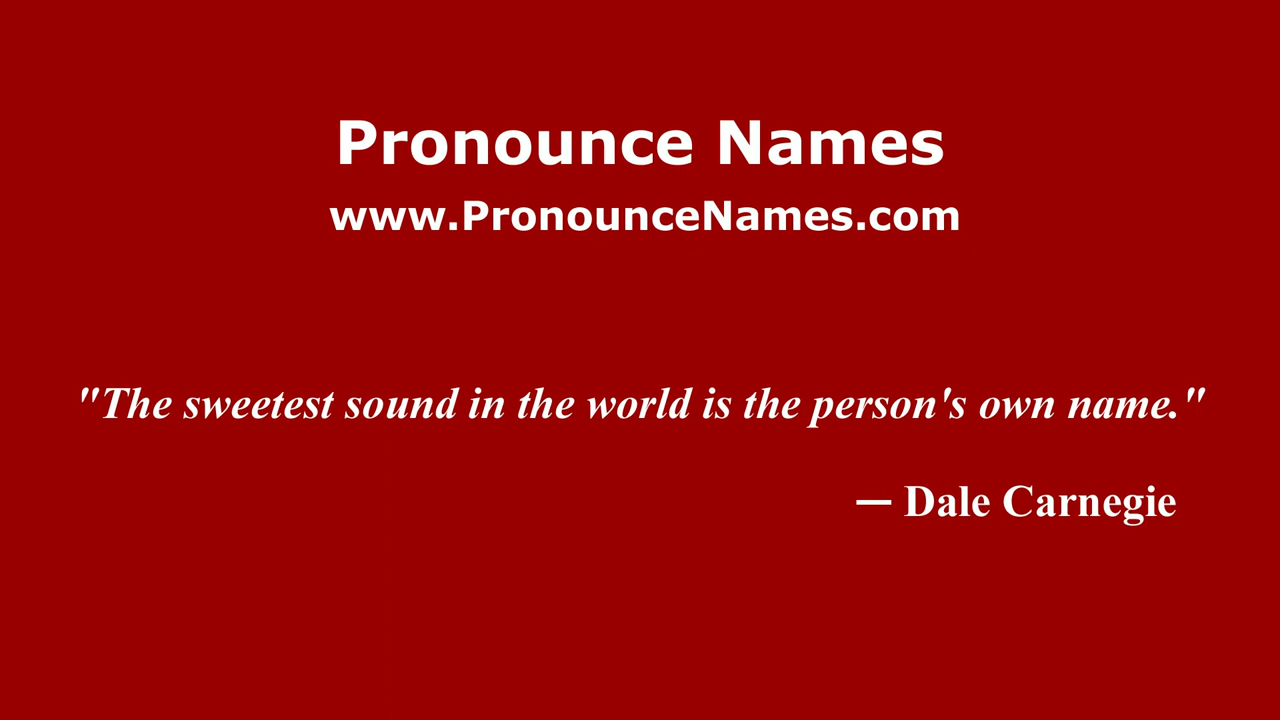 Pronounce Names
www.PronounceNames.com
"The sweetest sound in the world is the person's own name."
— Dale Carnegie